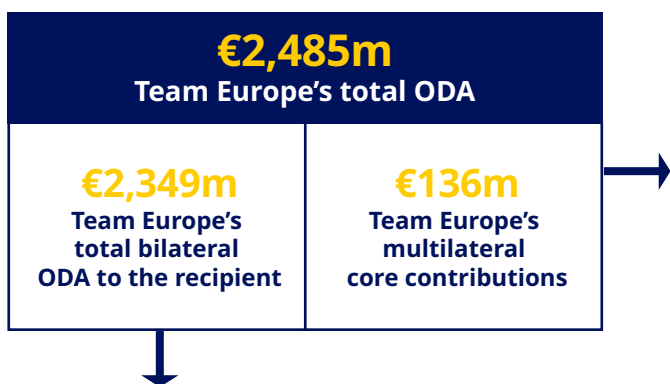 €2,485m
Team Europe’s total ODA
€2,349m
Team Europe’s
total bilateral
ODA to the recipient
€136m
Team Europe’s
multilateral
core contributions